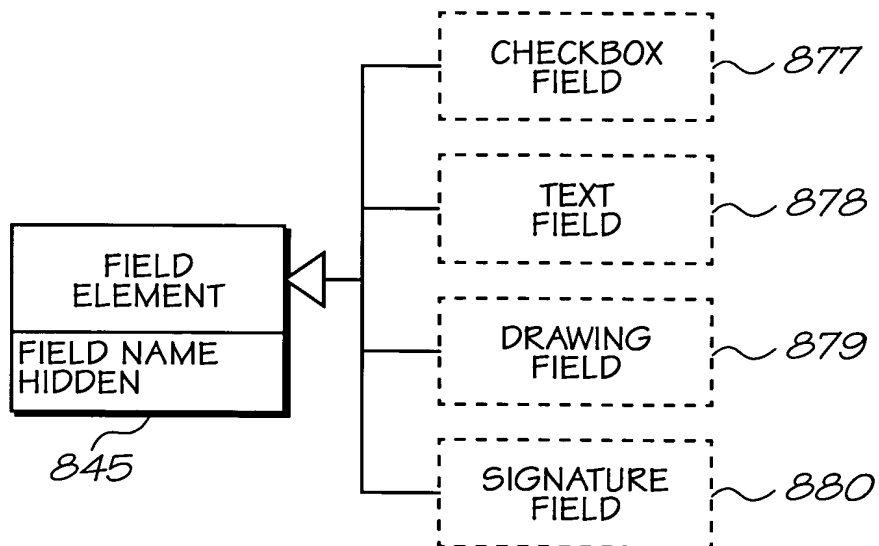 CHECKBOX
FIELD
877
TEXT
FIELD
878
FIELD
ELEMENT
FIELD NAME
HIDDEN
845
DRAWING
FIELD
879
SIGNATURE
FIELD
880